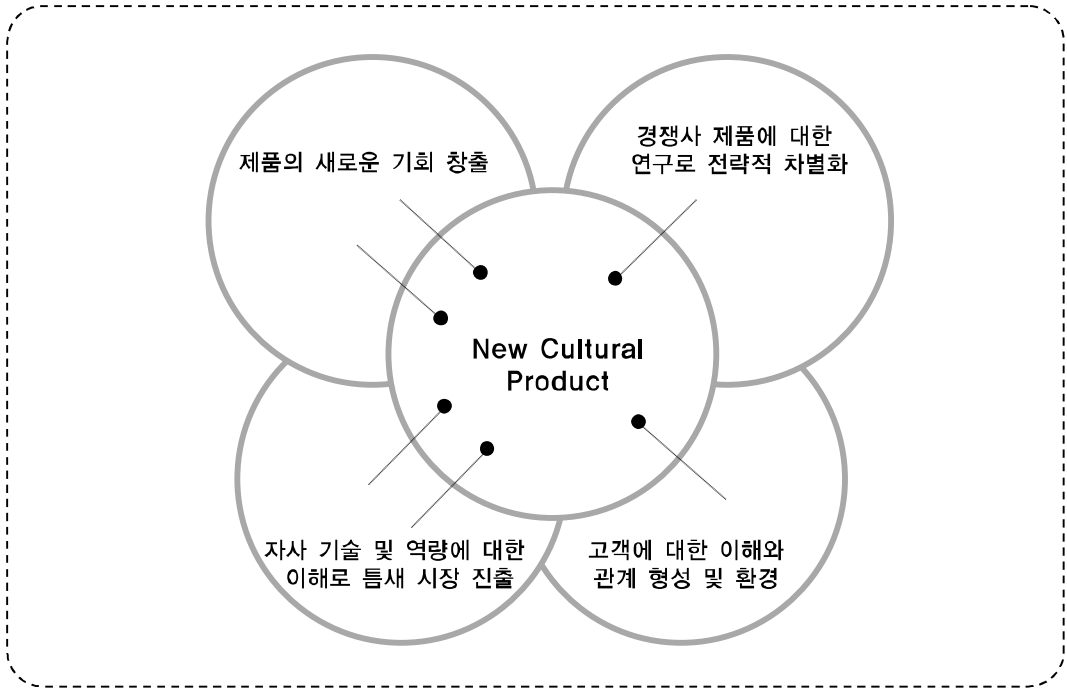 제품의 새로운 기회 창출
경쟁사 제품에 대한
연구로 전략적 차별화
New Cultural
Product
자사 기술 및 역량에 대한
이해로 틈새 시장 진출
고객에 대한 이해와
관계 형성 및 환경